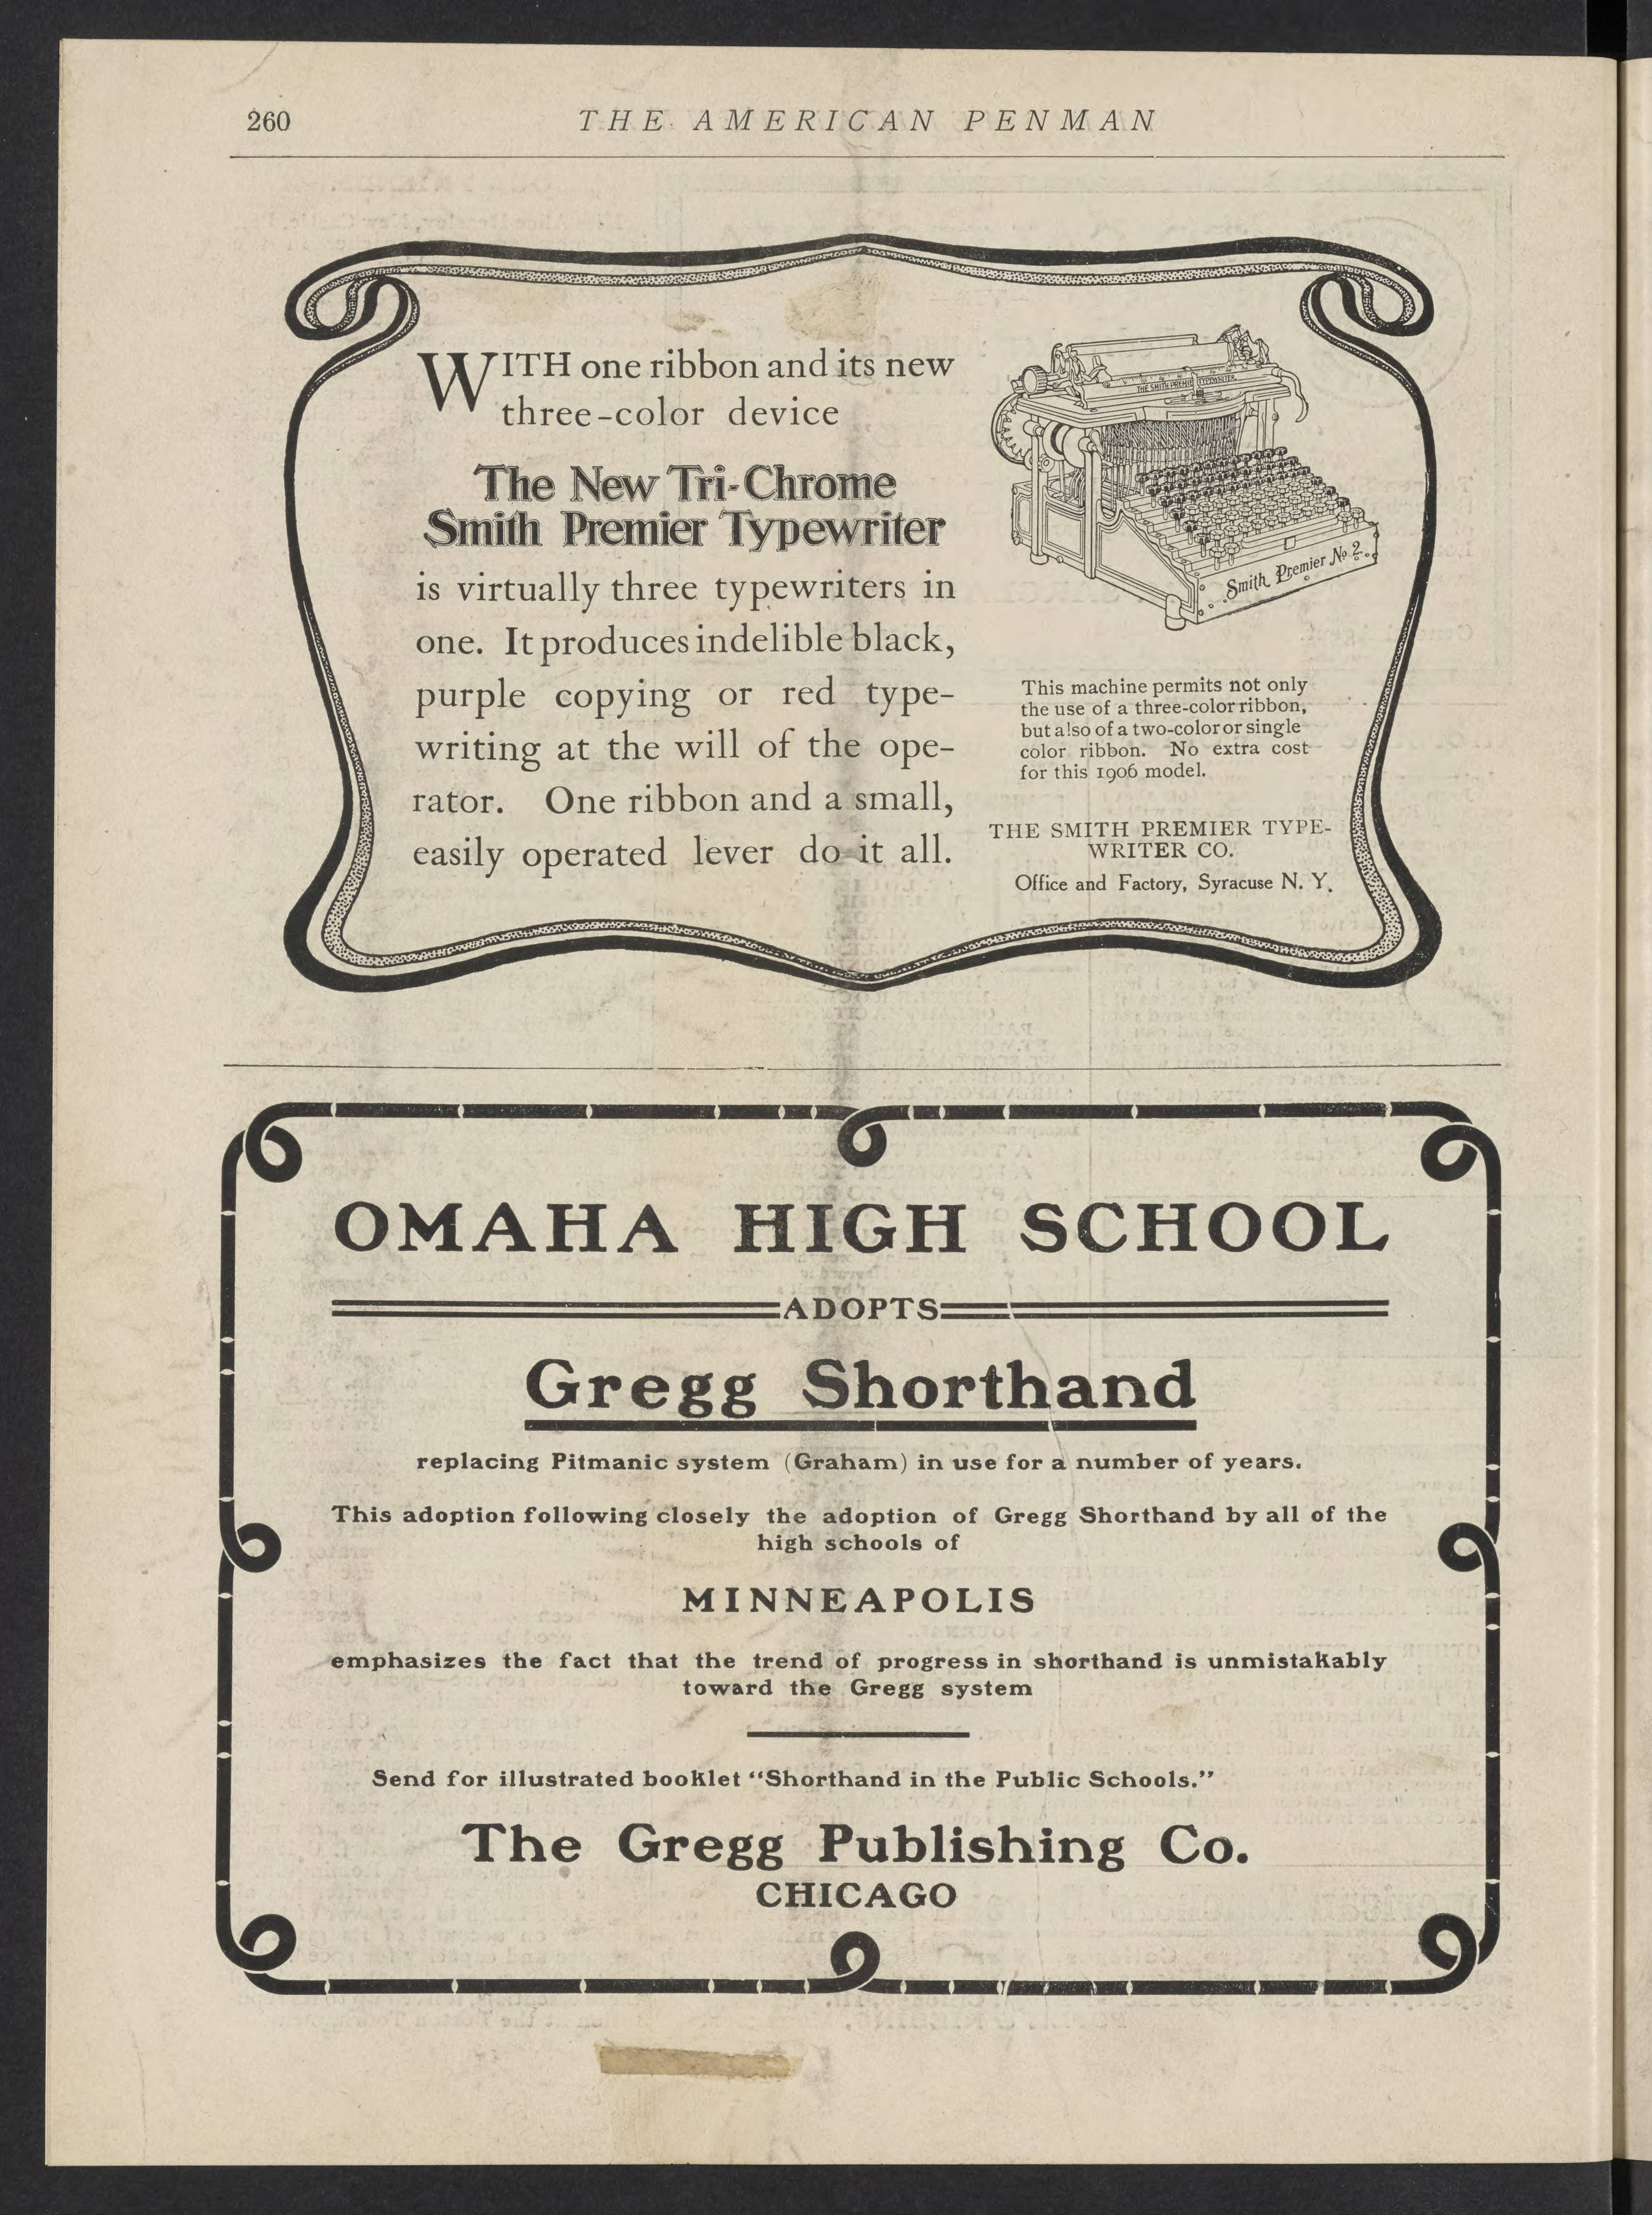 260
THE AMERICAN PENMAN
WITH one ribbon and its new
three-color device
The New Tri-Chrome
Smith Premier Typewriter
is virtually three typewriters in
one. It produces indelible black,
purple copying or red type-
writing at the will of the ope-
rator. One ribbon and a small,
easily operated lever do it all.
THE SMITH PREMIER TYPEWRITER
Smith Premier No 2.
This machine permits not only
the use of a three-color ribbon,
but also of a two-color or single
color ribbon. No extra cost
for this 1906 model.
THE SMITH PREMIER TYPE-
WRITER CO.
Office and Factory, Syracuse N. Y.
OMAHA HIGH SCHOOL
ADOPTS
Gregg Shorthand
replacing Pitmanic system (Graham) in use for a number of years.
This adoption following closely the adoption of Gregg Shorthand by all of the
high schools of
MINNEAPOLIS
emphasizes the fact that the trend of progress in shorthand is unmistakably
toward the Gregg system
Send for illustrated booklet "Shorthand in the Public Schools."
The Gregg Publishing Co.
CHICAGO